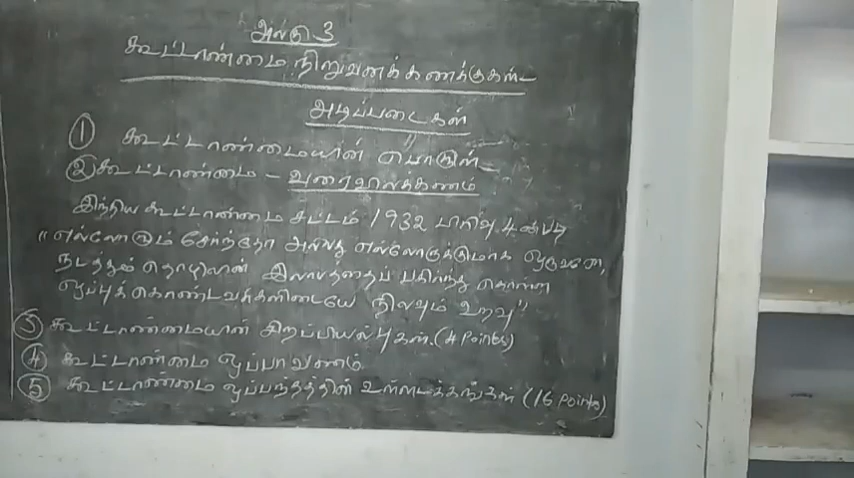 அலகு 3
கூட்டாண்மை நிறுவனக் கணக்குகள் -
அடிப்படைகள்
① கூட்டாண்மையின் பொருள் -
② கூட்டாண்மை - வரைவிலக்கணம்
இந்திய கூட்டாண்மை சட்டம் 1932 பிரிவு 4 ன்படி
"எல்லோரும் சேர்ந்தோ அல்லது எல்லோருக்குமாக ஒருவரோ,
நடத்தும் தொழிலின் இலாபத்தைப் பகிர்ந்து கொள்ள
ஒப்புக் கொண்டவர்களிடையே நிலவும் உறவு"
③ கூட்டாண்மையின் சிறப்பியல்புகள். (4 Points)
④ கூட்டாண்மை ஒப்பாவணம்
⑤ கூட்டாண்மை ஒப்பந்தத்தின் உள்ளடக்கங்கள் (16 Points)